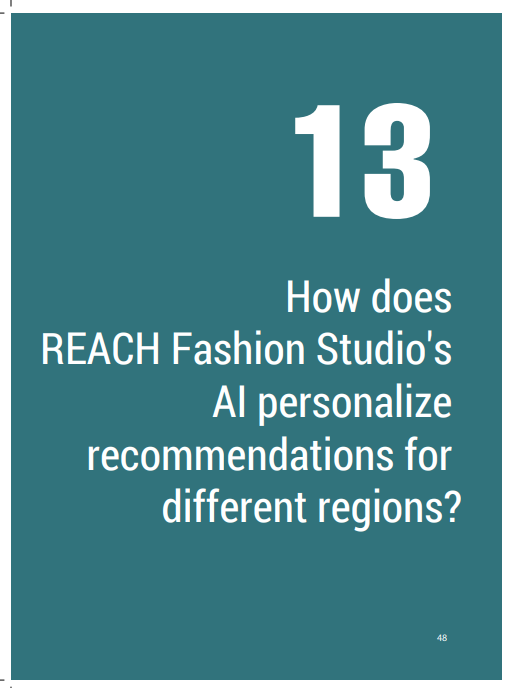 13
How does
REACH Fashion Studio's
AI personalize
recommendations for
different regions?
48